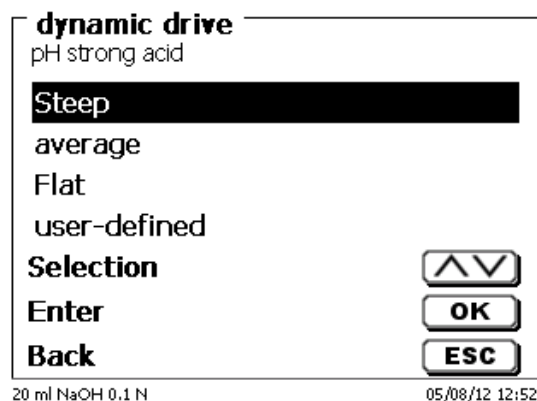 dynamic drive
pH strong acid
Steep
average
Flat
user-defined
Selection
Enter OK
Back ESC
20 ml NaOH 0.1 N 05/08/12 12:52